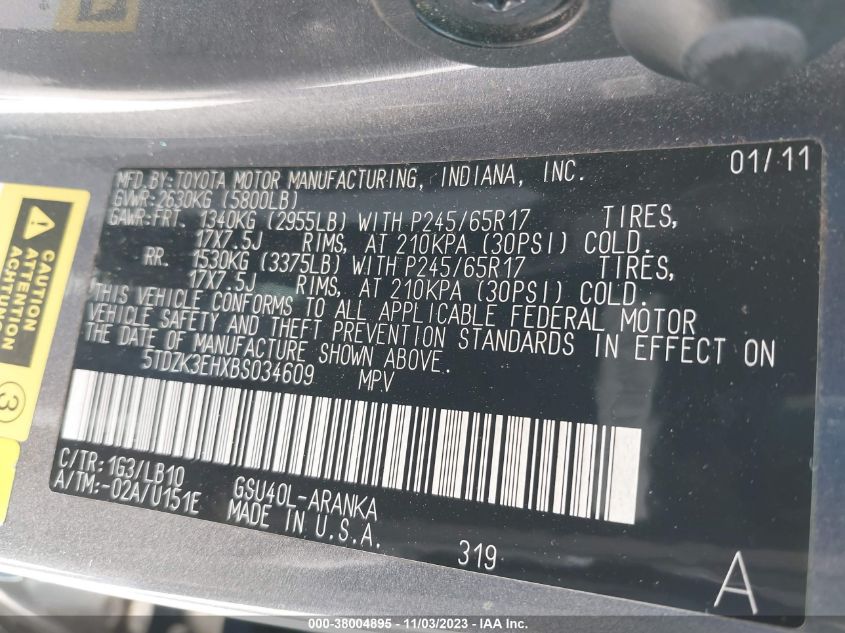 01/11
MFD.BY:TOYOTA MOTOR MANUFACTURING, INDIANA, INC.
GVWR:2630KG (5800LB)
GAWR:FRT. 1340KG (2955LB) WITH P245/65R17 TIRES,
17X7.5J RIMS, AT 210KPA (30PSI) COLD.
RR. 1530KG (3375LB) WITH P245/65R17 TIRES,
17X7.5J RIMS, AT 210KPA (30PSI) COLD.
THIS VEHICLE CONFORMS TO ALL APPLICABLE FEDERAL MOTOR
VEHICLE SAFETY AND THEFT PREVENTION STANDARDS IN EFFECT ON
THE DATE OF MANUFACTURE SHOWN ABOVE.
5TDZK3EHXBS034609 MPV
C/TR:1G3/LB10 GSU40L-ARANKA
A/TM:-02A/U151E MADE IN U.S.A.
319
A
CAUTION
ATTENTION
ACHTUNG
3
000-38004895 - 11/03/2023 - IAA Inc.